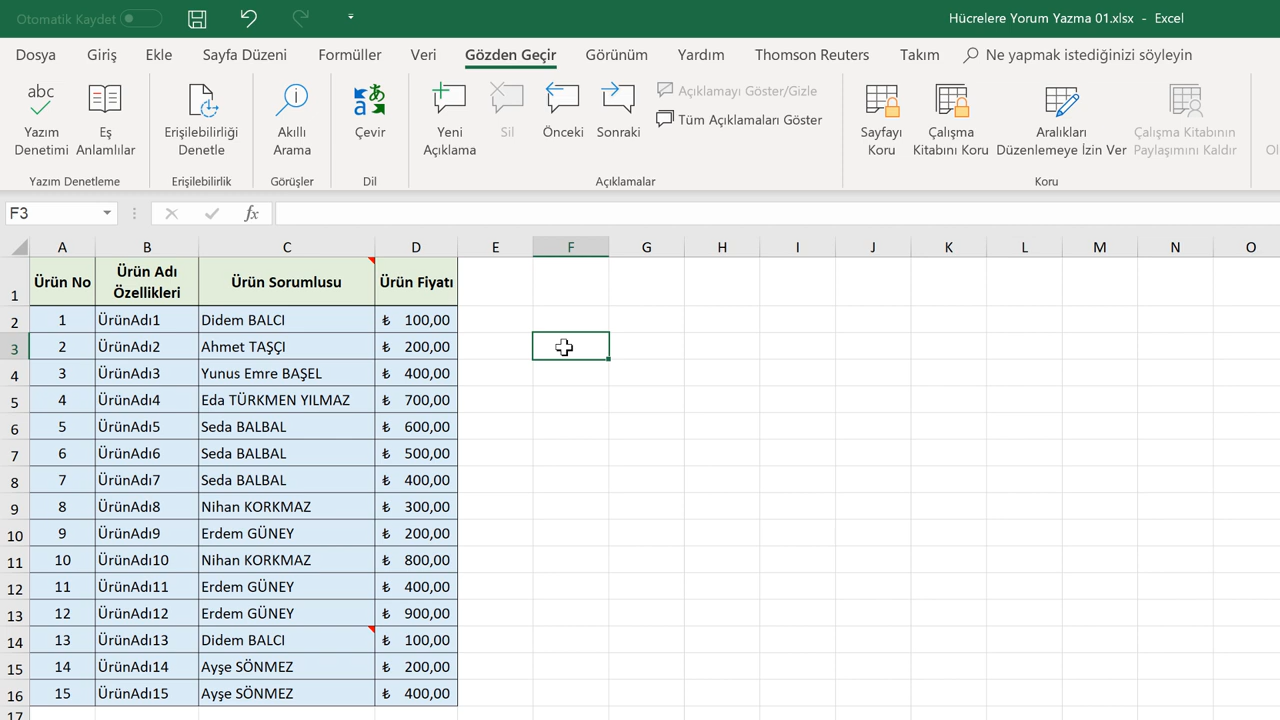 Otomatik Kaydet
Hücrelere Yorum Yazma 01.xlsx - Excel
Dosya Giriş Ekle Sayfa Düzeni Formüller Veri Gözden Geçir Görünüm Yardım Thomson Reuters Takım Ne yapmak istediğinizi söyleyin
abc
Yazım Denetimi
Eş Anlamlılar
Yazım Denetleme
Erişilebilirliği Denetle
Erişilebilirlik
Akıllı Arama
Görüşler
Çevir
Dil
Yeni Açıklama
Sil
Önceki
Sonraki
Açıklamayı Göster/Gizle
Tüm Açıklamaları Göster
Açıklamalar
Sayfayı Koru
Çalışma Kitabını Koru
Aralıkları Düzenlemeye İzin Ver
Çalışma Kitabının Paylaşımını Kaldır
Koru
F3 fx
A B C D E F G H I J K L M N O
1 Ürün No Ürün Adı Özellikleri Ürün Sorumlusu Ürün Fiyatı
2 1 ÜrünAdı1 Didem BALCI ₺ 100,00
3 2 ÜrünAdı2 Ahmet TAŞÇI ₺ 200,00
4 3 ÜrünAdı3 Yunus Emre BAŞEL ₺ 400,00
5 4 ÜrünAdı4 Eda TÜRKMEN YILMAZ ₺ 700,00
6 5 ÜrünAdı5 Seda BALBAL ₺ 600,00
7 6 ÜrünAdı6 Seda BALBAL ₺ 500,00
8 7 ÜrünAdı7 Seda BALBAL ₺ 400,00
9 8 ÜrünAdı8 Nihan KORKMAZ ₺ 300,00
10 9 ÜrünAdı9 Erdem GÜNEY ₺ 200,00
11 10 ÜrünAdı10 Nihan KORKMAZ ₺ 800,00
12 11 ÜrünAdı11 Erdem GÜNEY ₺ 400,00
13 12 ÜrünAdı12 Erdem GÜNEY ₺ 900,00
14 13 ÜrünAdı13 Didem BALCI ₺ 100,00
15 14 ÜrünAdı14 Ayşe SÖNMEZ ₺ 200,00
16 15 ÜrünAdı15 Ayşe SÖNMEZ ₺ 400,00
17